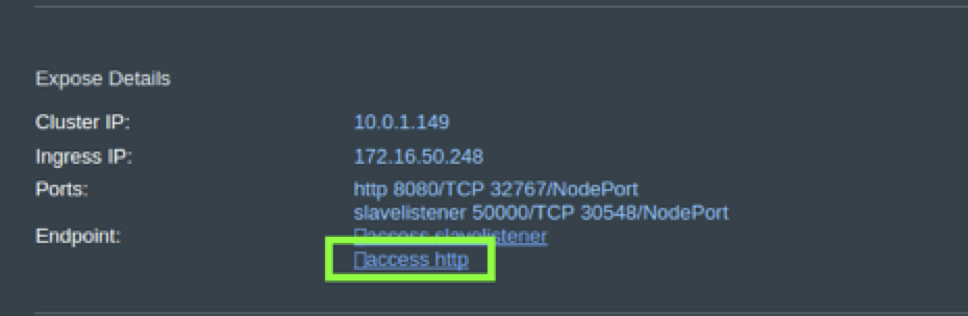 Expose Details
Cluster IP: 10.0.1.149
Ingress IP: 172.16.50.248
Ports: http 8080/TCP 32767/NodePort
slavelistener 50000/TCP 30548/NodePort
Endpoint: access slavelistener
access http